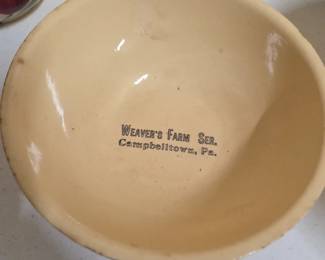 WEAVER'S FARM SER.
Campbelltown, Pa.